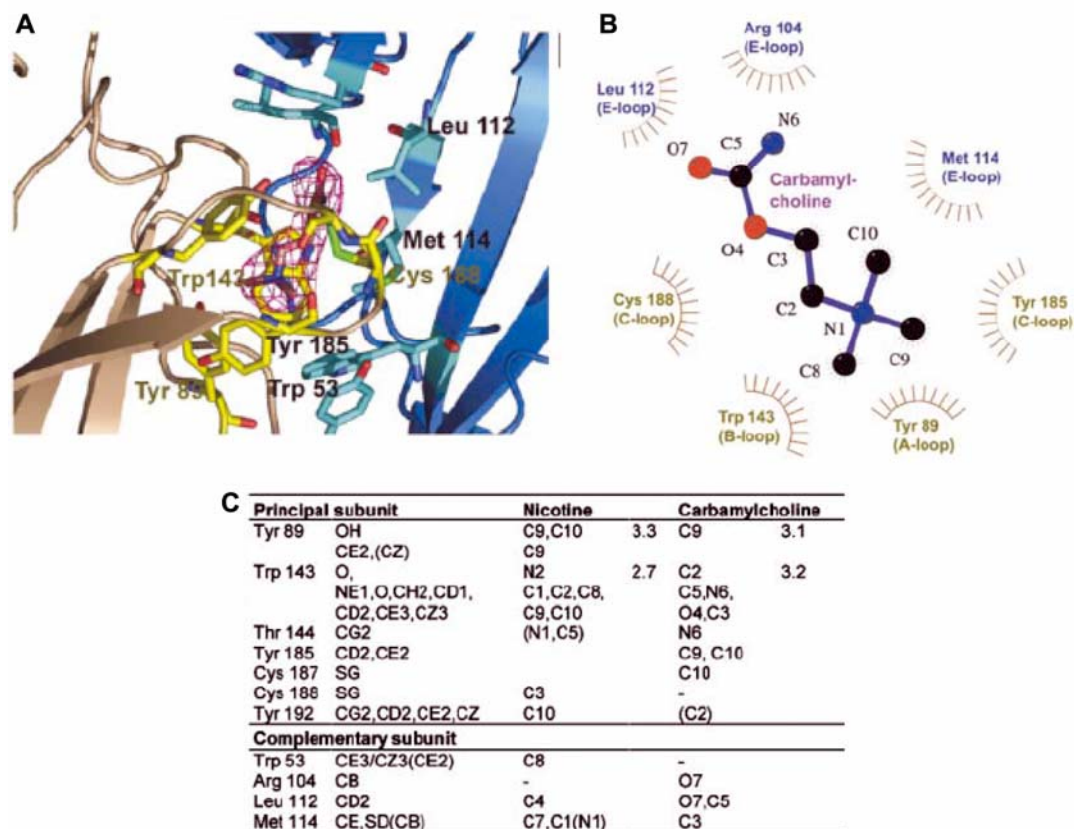 A
Leu 112
Met 114
Cys 188
Trp143
Tyr 185
Tyr 89
Trp 53
B
Arg 104
(E-loop)
Leu 112
(E-loop)
N6
C5
O7
Met 114
(E-loop)
Carbamyl-
choline
C10
O4
C3
Cys 188
(C-loop)
C2
N1
Tyr 185
(C-loop)
C9
C8
Trp 143
(B-loop)
Tyr 89
(A-loop)
C
Principal subunit Nicotine Carbamylcholine
Tyr 89 OH C9,C10 3.3 C9 3.1
CE2,(CZ) C9
Trp 143 O, N2 2.7 C2 3.2
NE1,O,CH2,CD1, C1,C2,C8, C5,N6,
CD2,CE3,CZ3 C9,C10 O4,C3
Thr 144 CG2 (N1,C5) N6
Tyr 185 CD2,CE2 C9, C10
Cys 187 SG C10
Cys 188 SG C3 -
Tyr 192 CG2,CD2,CE2,CZ C10 (C2)
Complementary subunit
Trp 53 CE3/CZ3(CE2) C8 -
Arg 104 CB - O7
Leu 112 CD2 C4 O7,C5
Met 114 CE,SD(CB) C7,C1(N1) C3